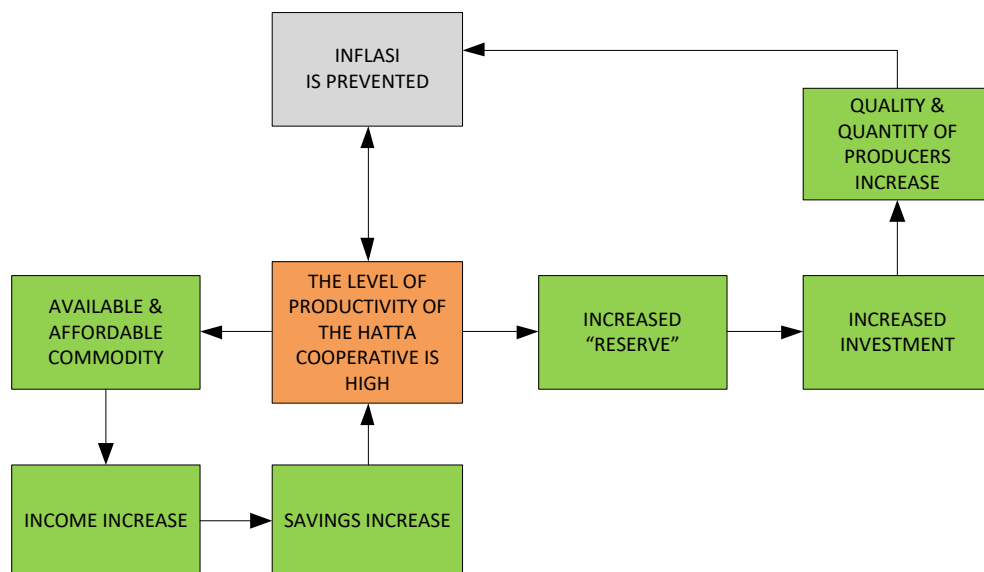 INFLASI
IS PREVENTED
QUALITY &
QUANTITY OF
PRODUCERS
INCREASE
AVAILABLE &
AFFORDABLE
COMMODITY
THE LEVEL OF
PRODUCTIVITY OF
THE HATTA
COOPERATIVE IS
HIGH
INCREASED
“RESERVE”
INCREASED
INVESTMENT
INCOME INCREASE
SAVINGS INCREASE